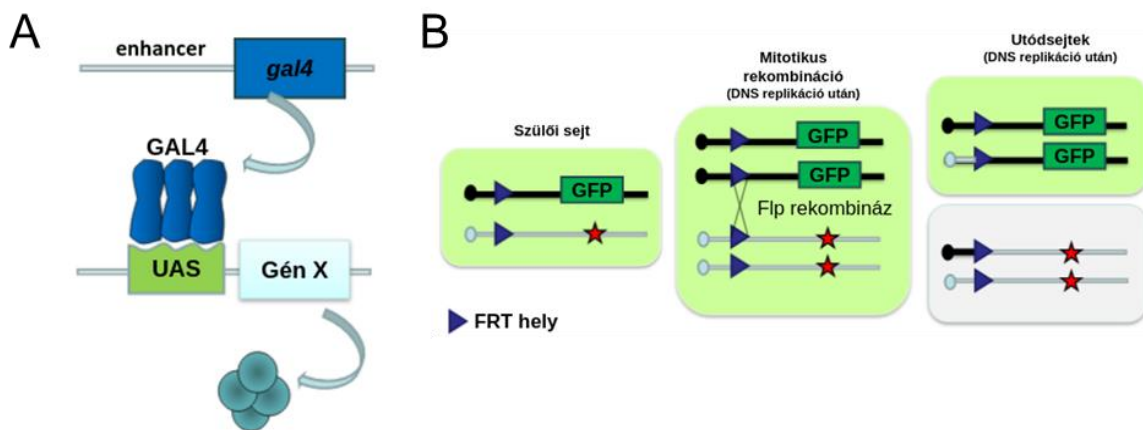 A
enhancer
gal4
GAL4
UAS
Gén X
B
Szülői sejt
GFP
FRT hely
Mitotikus
rekombináció
(DNS replikáció után)
GFP
GFP
Flp rekombináz
Utódsejtek
(DNS replikáció után)
GFP
GFP